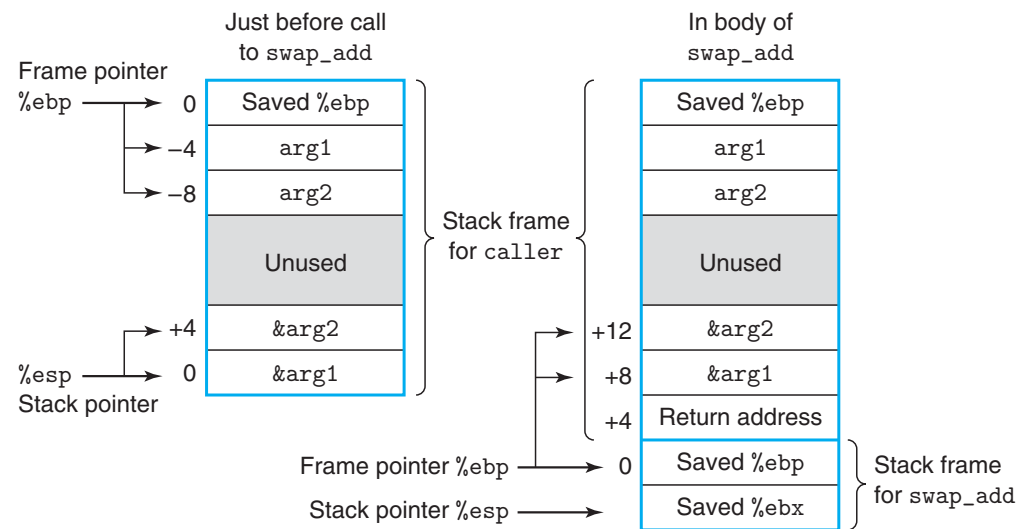 Just before call
to swap_add
In body of
swap_add
Frame pointer
%ebp
0
Saved %ebp
−4
arg1
−8
arg2
Unused
+4
&arg2
%esp
0
&arg1
Stack pointer
Stack frame
for caller
Saved %ebp
arg1
arg2
Unused
+12
&arg2
+8
&arg1
+4
Return address
Frame pointer %ebp
0
Saved %ebp
Stack pointer %esp
Saved %ebx
Stack frame
for swap_add